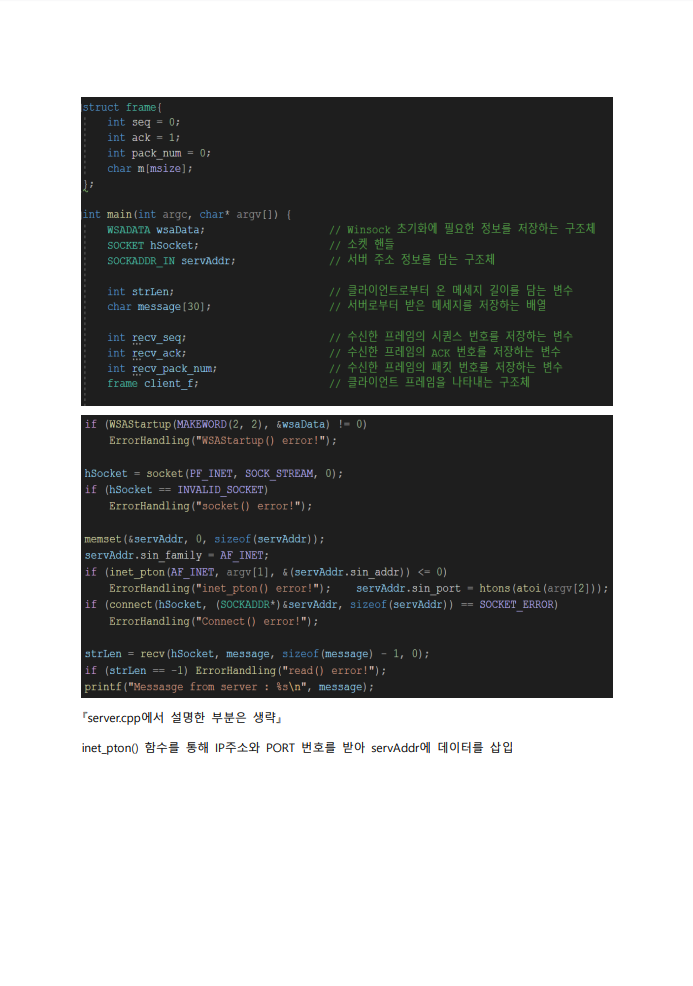 struct frame{
int seq = 0;
int ack = 1;
int pack_num = 0;
char m[msize];
};
int main(int argc, char* argv[]) {
WSADATA wsaData; // Winsock 초기화에 필요한 정보를 저장하는 구조체
SOCKET hSocket; // 소켓 핸들
SOCKADDR_IN servAddr; // 서버 주소 정보를 담는 구조체
int strLen; // 클라이언트로부터 온 메세지 길이를 담는 변수
char message[30]; // 서버로부터 받은 메세지를 저장하는 배열
int recv_seq; // 수신한 프레임의 시퀀스 번호를 저장하는 변수
int recv_ack; // 수신한 프레임의 ACK 번호를 저장하는 변수
int recv_pack_num; // 수신한 프레임의 패킷 번호를 저장하는 변수
frame client_f; // 클라이언트 프레임을 나타내는 구조체
if (WSAStartup(MAKEWORD(2, 2), &wsaData) != 0)
ErrorHandling("WSAStartup() error!");
hSocket = socket(PF_INET, SOCK_STREAM, 0);
if (hSocket == INVALID_SOCKET)
ErrorHandling("socket() error!");
memset(&servAddr, 0, sizeof(servAddr));
servAddr.sin_family = AF_INET;
if (inet_pton(AF_INET, argv[1], &(servAddr.sin_addr)) <= 0)
ErrorHandling("inet_pton() error!"); servAddr.sin_port = htons(atoi(argv[2]));
if (connect(hSocket, (SOCKADDR*)&servAddr, sizeof(servAddr)) == SOCKET_ERROR)
ErrorHandling("Connect() error!");
strLen = recv(hSocket, message, sizeof(message) - 1, 0);
if (strLen == -1) ErrorHandling("read() error!");
printf("Messasge from server : %s\n", message);
『server.cpp에서 설명한 부분은 생략』
inet_pton() 함수를 통해 IP주소와 PORT 번호를 받아 servAddr에 데이터를 삽입